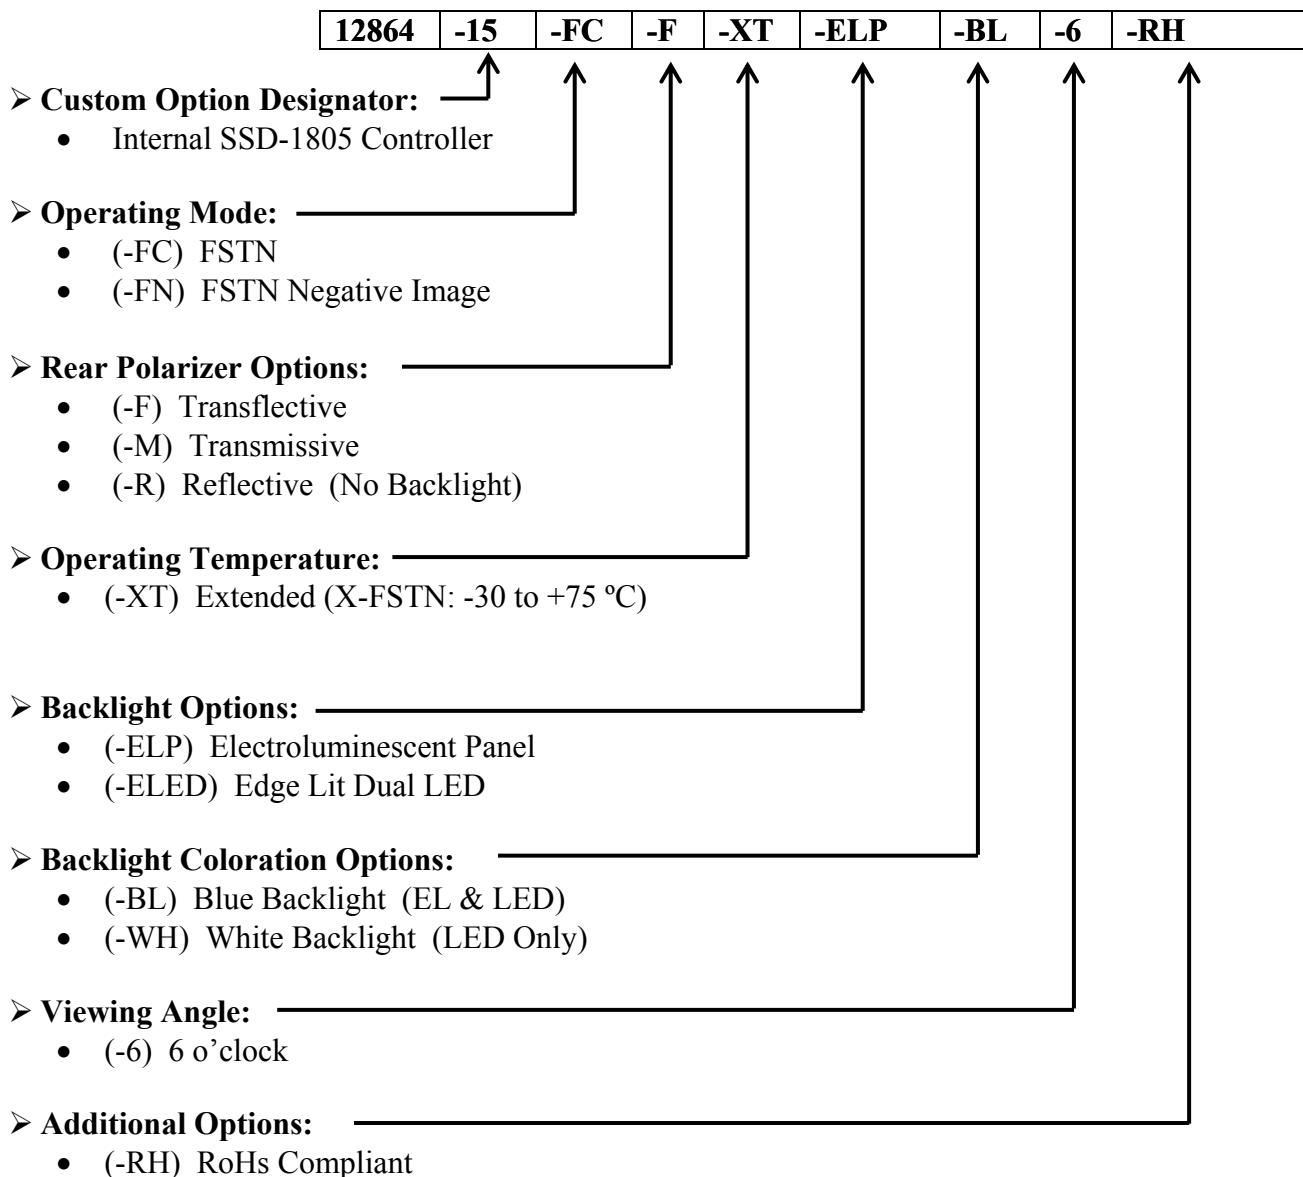 12864 -15 -FC -F -XT -ELP -BL -6 -RH
➢ Custom Option Designator:
• Internal SSD-1805 Controller
➢ Operating Mode:
• (-FC) FSTN
• (-FN) FSTN Negative Image
➢ Rear Polarizer Options:
• (-F) Transflective
• (-M) Transmissive
• (-R) Reflective (No Backlight)
➢ Operating Temperature:
• (-XT) Extended (X-FSTN: -30 to +75 ºC)
➢ Backlight Options:
• (-ELP) Electroluminescent Panel
• (-ELED) Edge Lit Dual LED
➢ Backlight Coloration Options:
• (-BL) Blue Backlight (EL & LED)
• (-WH) White Backlight (LED Only)
➢ Viewing Angle:
• (-6) 6 o’clock
➢ Additional Options:
• (-RH) RoHs Compliant